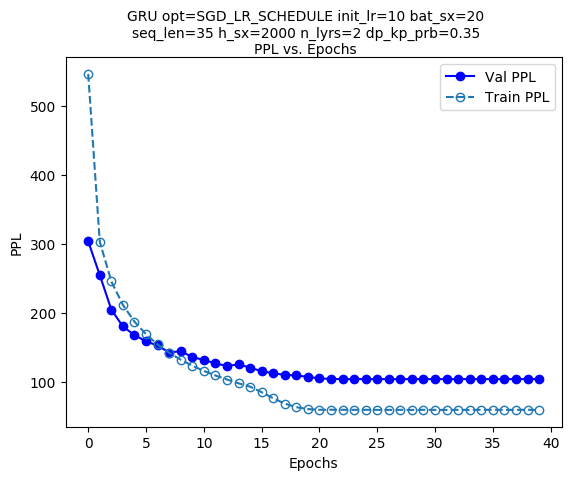 GRU opt=SGD_LR_SCHEDULE init_lr=10 bat_sx=20
seq_len=35 h_sx=2000 n_lyrs=2 dp_kp_prb=0.35
PPL vs. Epochs
Val PPL
Train PPL
500
400
300
200
100
PPL
0 5 10 15 20 25 30 35 40
Epochs